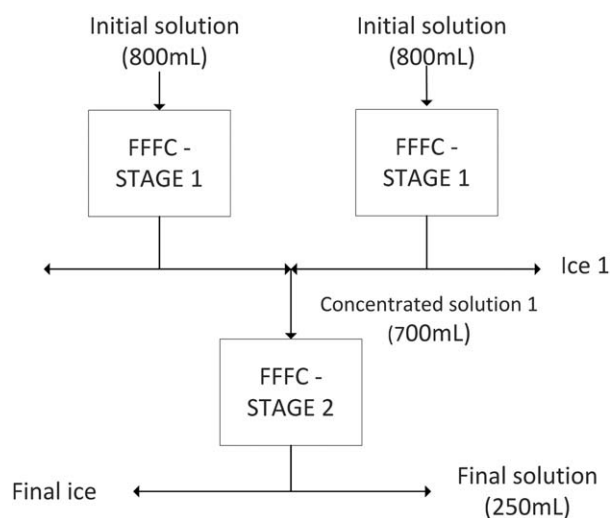 Initial solution
(800mL)
Initial solution
(800mL)
FFFC -
STAGE 1
FFFC -
STAGE 1
Ice 1
Concentrated solution 1
(700mL)
FFFC -
STAGE 2
Final ice
Final solution
(250mL)